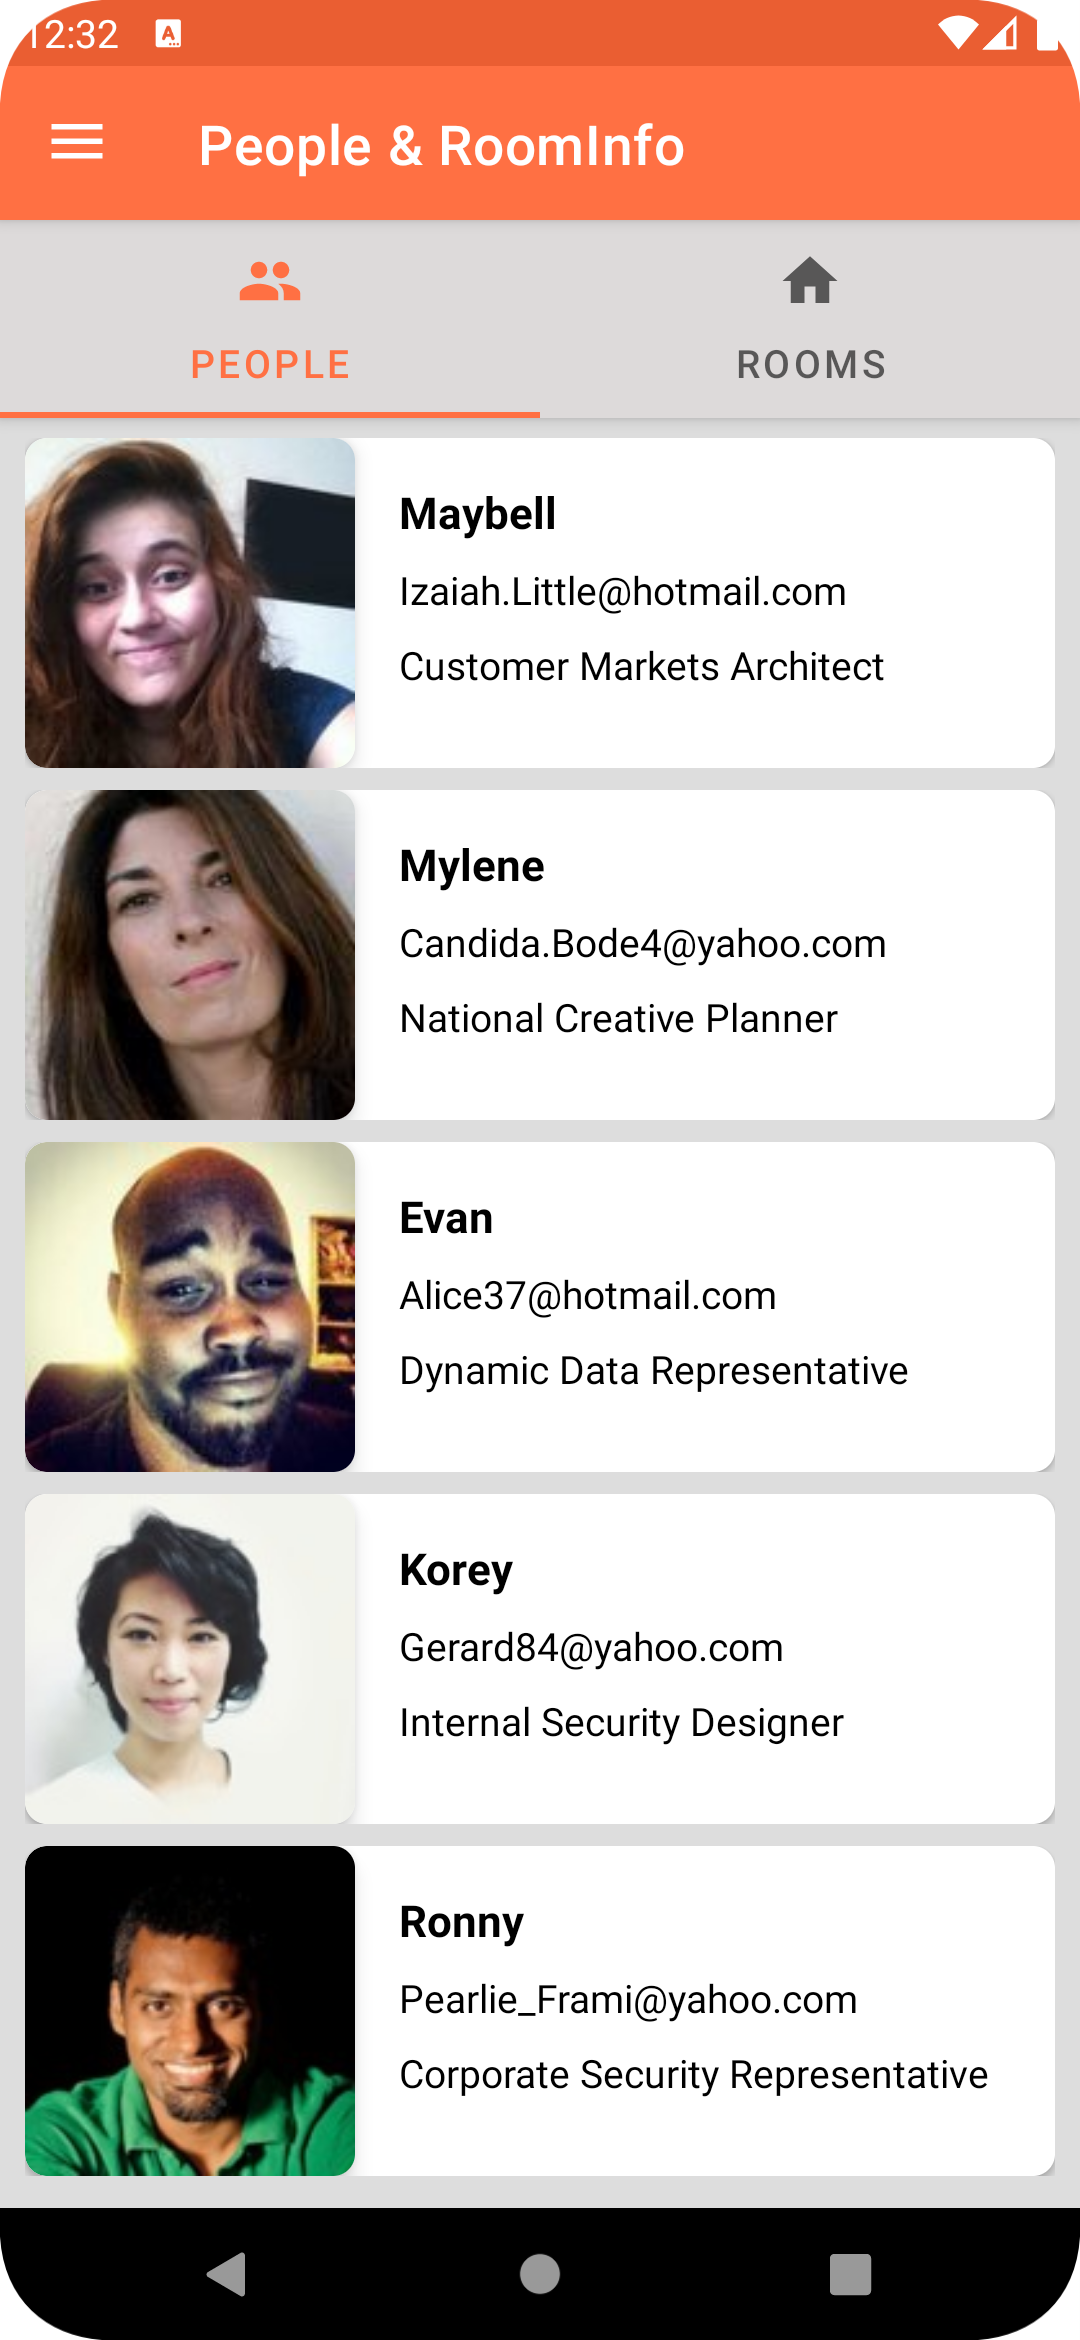 12:32
People & RoomInfo
PEOPLE
ROOMS
Maybell
Izaiah.Little@hotmail.com
Customer Markets Architect
Mylene
Candida.Bode4@yahoo.com
National Creative Planner
Evan
Alice37@hotmail.com
Dynamic Data Representative
Korey
Gerard84@yahoo.com
Internal Security Designer
Ronny
Pearlie_Frami@yahoo.com
Corporate Security Representative